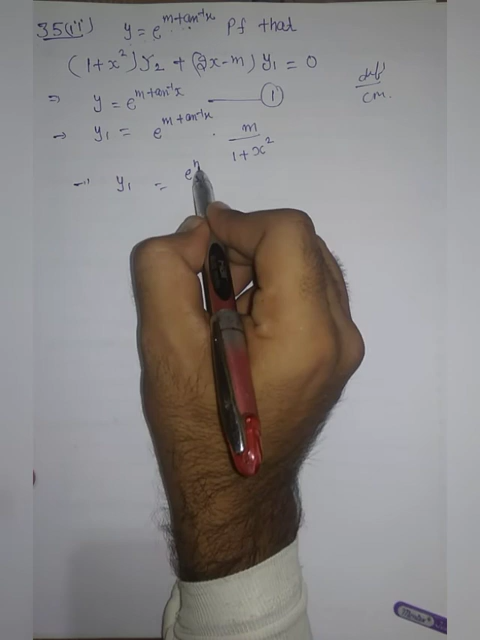 35(ii) y = e^{m tan⁻¹x} Pf that
(1+x²)y₂ + (2x-m) y₁ = 0
⇒ y = e^{m tan⁻¹x} —— ①
→ y₁ = e^{m tan⁻¹x} · m/(1+x²)
y₁ = e